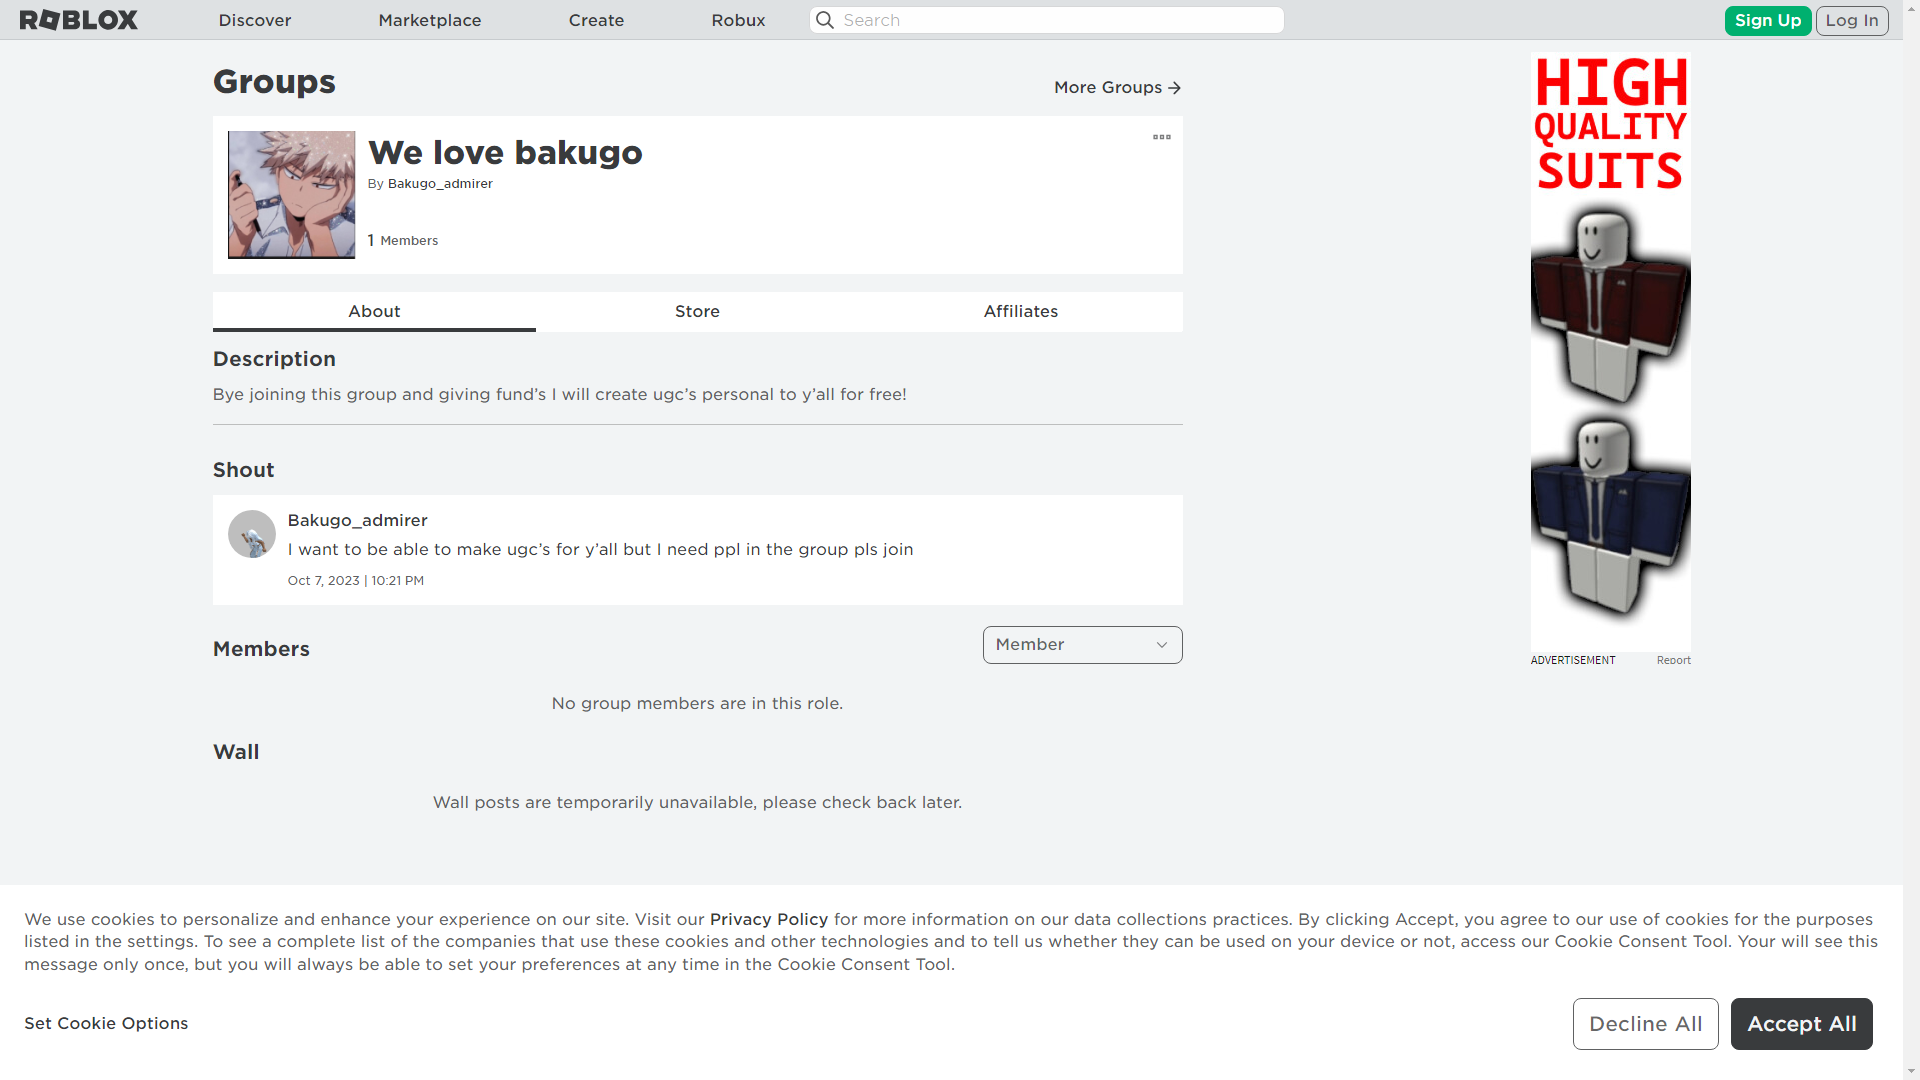 ROBLOX
Discover
Marketplace
Create
Robux
Search
Sign Up
Log In
Groups
More Groups
We love bakugo
By Bakugo_admirer
1 Members
About
Store
Affiliates
Description
Bye joining this group and giving fund’s I will create ugc’s personal to y’all for free!
Shout
Bakugo_admirer
I want to be able to make ugc’s for y’all but I need ppl in the group pls join
Oct 7, 2023 | 10:21 PM
Members
Member
No group members are in this role.
Wall
Wall posts are temporarily unavailable, please check back later.
HIGH
QUALITY
SUITS
ADVERTISEMENT
Report
We use cookies to personalize and enhance your experience on our site. Visit our Privacy Policy for more information on our data collections practices. By clicking Accept, you agree to our use of cookies for the purposes
listed in the settings. To see a complete list of the companies that use these cookies and other technologies and to tell us whether they can be used on your device or not, access our Cookie Consent Tool. Your will see this
message only once, but you will always be able to set your preferences at any time in the Cookie Consent Tool.
Set Cookie Options
Decline All
Accept All